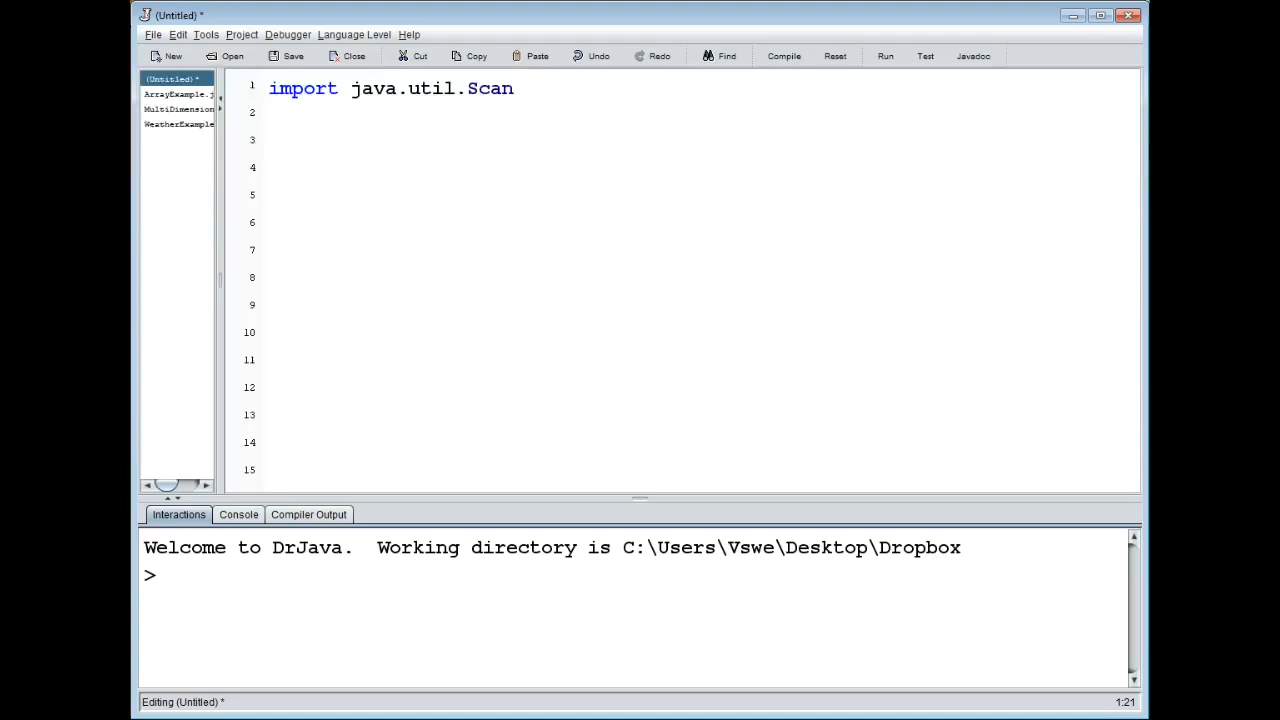 (Untitled) *
File Edit Tools Project Debugger Language Level Help
New Open Save Close Cut Copy Paste Undo Redo Find Compile Reset Run Test Javadoc
(Untitled) *
ArrayExample.j
MultiDimension
WeatherExample
1 import java.util.Scan
2
3
4
5
6
7
8
9
10
11
12
13
14
15
Interactions Console Compiler Output
Welcome to DrJava. Working directory is C:\Users\Vswe\Desktop\Dropbox
>
Editing (Untitled) * 1:21